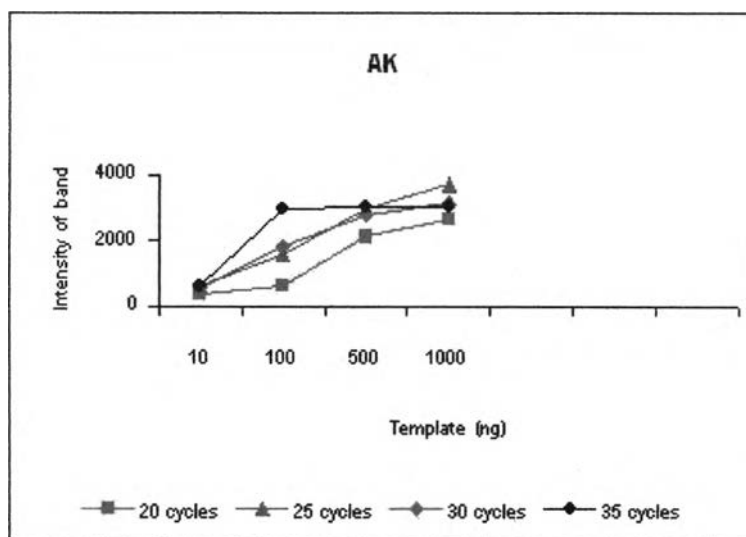 AK
Intensity of band
4000
2000
0
10 100 500 1000
Template (ng)
20 cycles 25 cycles 30 cycles 35 cycles